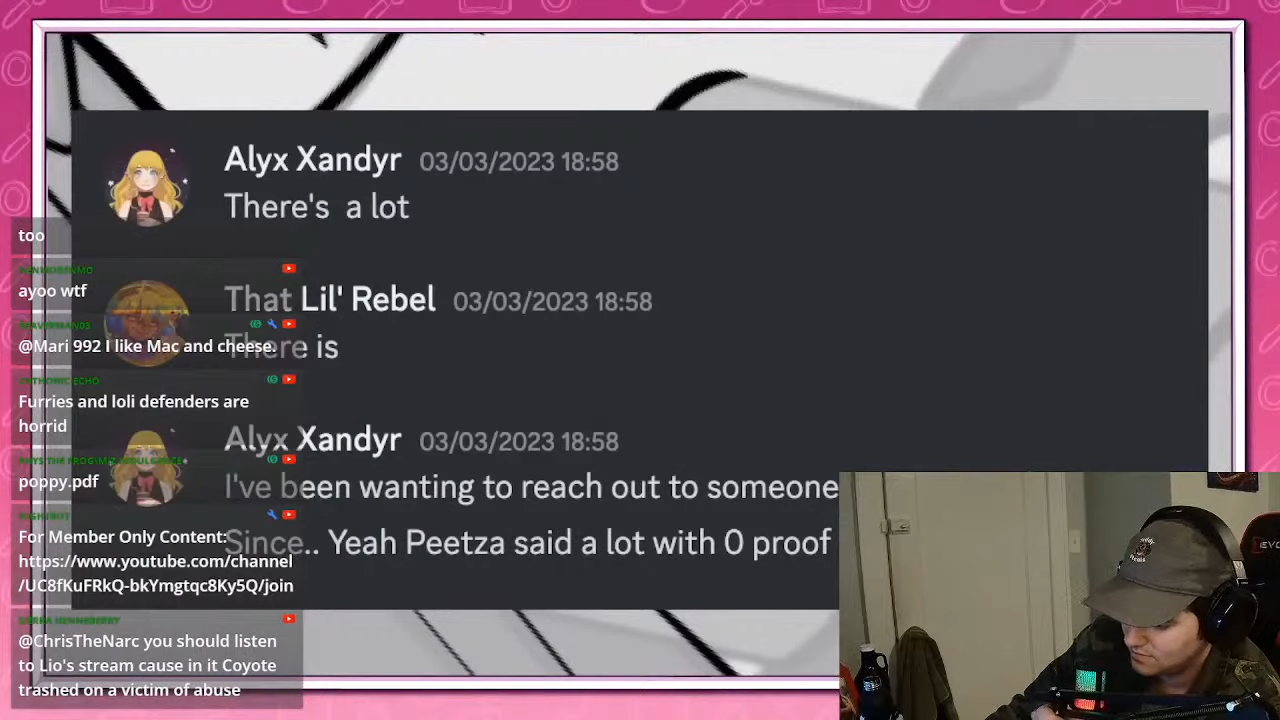 Alyx Xandyr 03/03/2023 18:58
There's a lot
That Lil' Rebel 03/03/2023 18:58
There is
Alyx Xandyr 03/03/2023 18:58
I've been wanting to reach out to someone
Since.. Yeah Peetza said a lot with 0 proof
too
ayoo wtf
@Mari 992 I like Mac and cheese.
Furries and loli defenders are
horrid
poppy.pdf
For Member Only Content:
https://www.youtube.com/channel
/UC8fKuFRkQ-bkYmgtqc8Ky5Q/join
@ChrisTheNarc you should listen
to Lio's stream cause in it Coyote
trashed on a victim of abuse